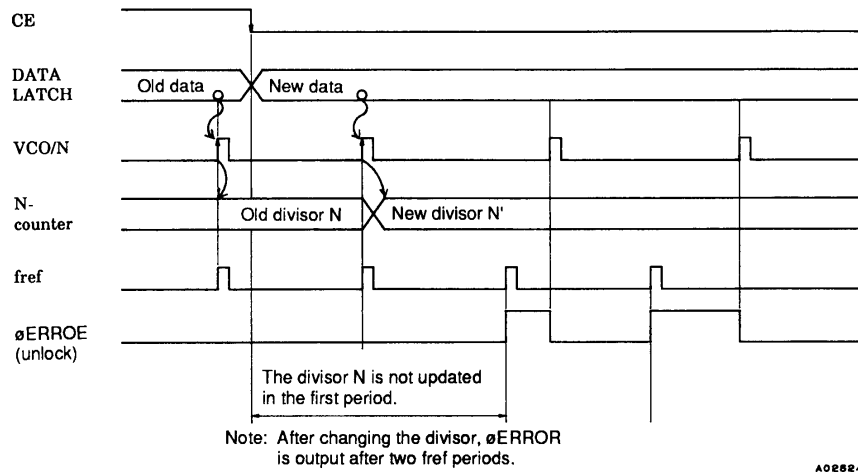 CE
DATA
LATCH
Old data
New data
VCO/N
N-
counter
Old divisor N
New divisor N'
fref
øERROE
(unlock)
The divisor N is not updated
in the first period.
Note: After changing the divisor, øERROR
is output after two fref periods.
A02624